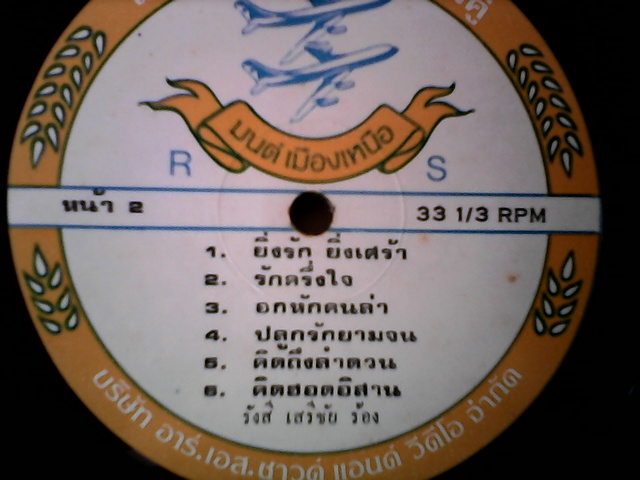 มนต์เมืองเหนือ
R S
หน้า 2
33 1/3 RPM
1. ยิ่งรัก ยิ่งเศร้า
2. รักครึ่งใจ
3. อกหักคนล่า
4. ปลูกรักยามจน
5. คิดถึงลำดวน
6. คิดฮอดอิสาน
รังสี เสรีชัย ร้อง
บริษัท อาร์.เอส.ซาวด์ แอนด์ วีดีโอ จำกัด